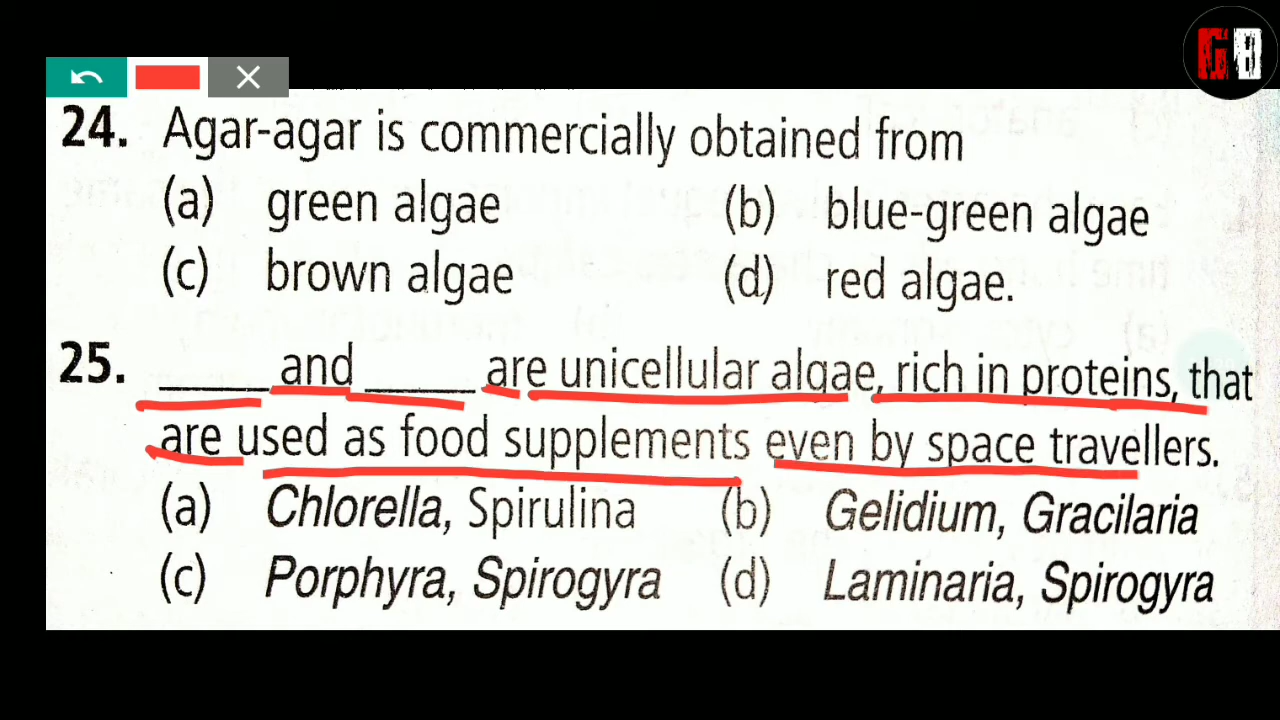 GB
24. Agar-agar is commercially obtained from
(a) green algae (b) blue-green algae
(c) brown algae (d) red algae.
25. _____ and _____ are unicellular algae, rich in proteins, that
are used as food supplements even by space travellers.
(a) Chlorella, Spirulina (b) Gelidium, Gracilaria
(c) Porphyra, Spirogyra (d) Laminaria, Spirogyra